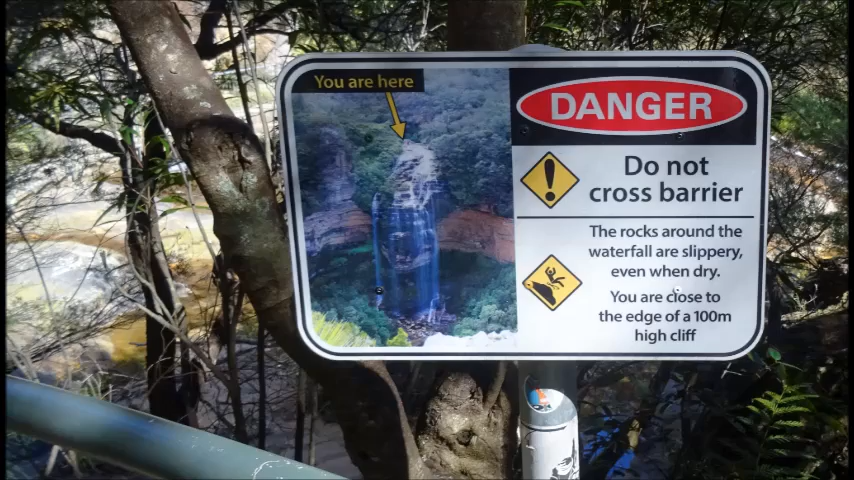 You are here
DANGER
Do not
cross barrier
The rocks around the
waterfall are slippery,
even when dry.
You are close to
the edge of a 100m
high cliff